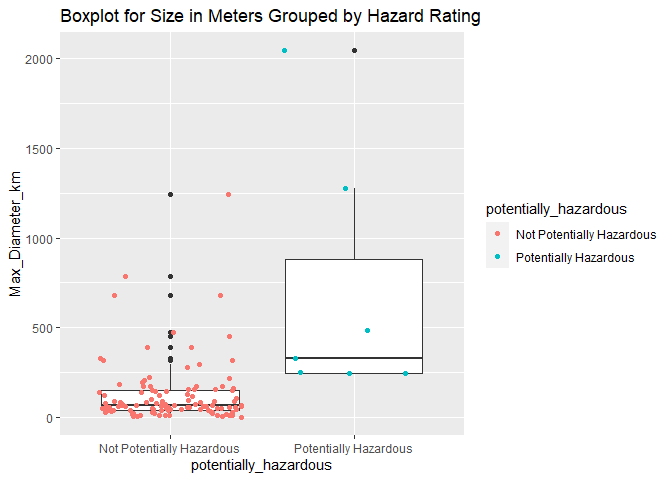 Boxplot for Size in Meters Grouped by Hazard Rating
Max_Diameter_km
2000
1500
1000
500
0
Not Potentially Hazardous
Potentially Hazardous
potentially_hazardous
potentially_hazardous
Not Potentially Hazardous
Potentially Hazardous